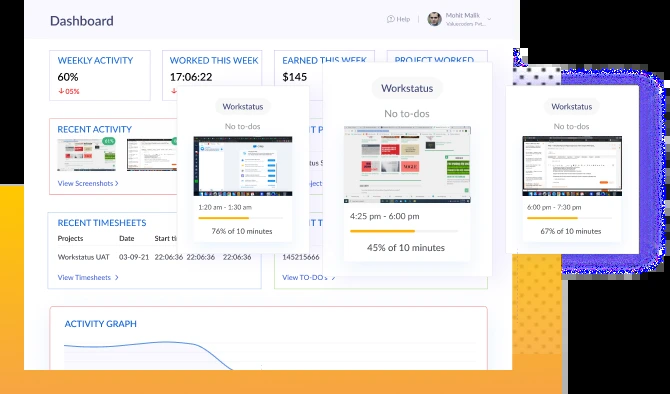 Dashboard
Help
Mohit Malik
WEEKLY ACTIVITY
60%
05%
WORKED THIS WEEK
17:06:22
EARNED THIS WEEK
$145
PROJECT WORKED
RECENT ACTIVITY
81%
View Screenshots >
Workstatus
No to-dos
1:20 am - 1:30 am
76% of 10 minutes
Workstatus
No to-dos
4:25 pm - 6:00 pm
45% of 10 minutes
Workstatus
No to-dos
6:00 pm - 7:30 pm
67% of 10 minutes
RECENT TIMESHEETS
Projects Date Start ti
Workstatus UAT 03-09-21 22:06:36 22:06:36 22:06:36
145215666
View Timesheets >
View TO-DO's >
ACTIVITY GRAPH